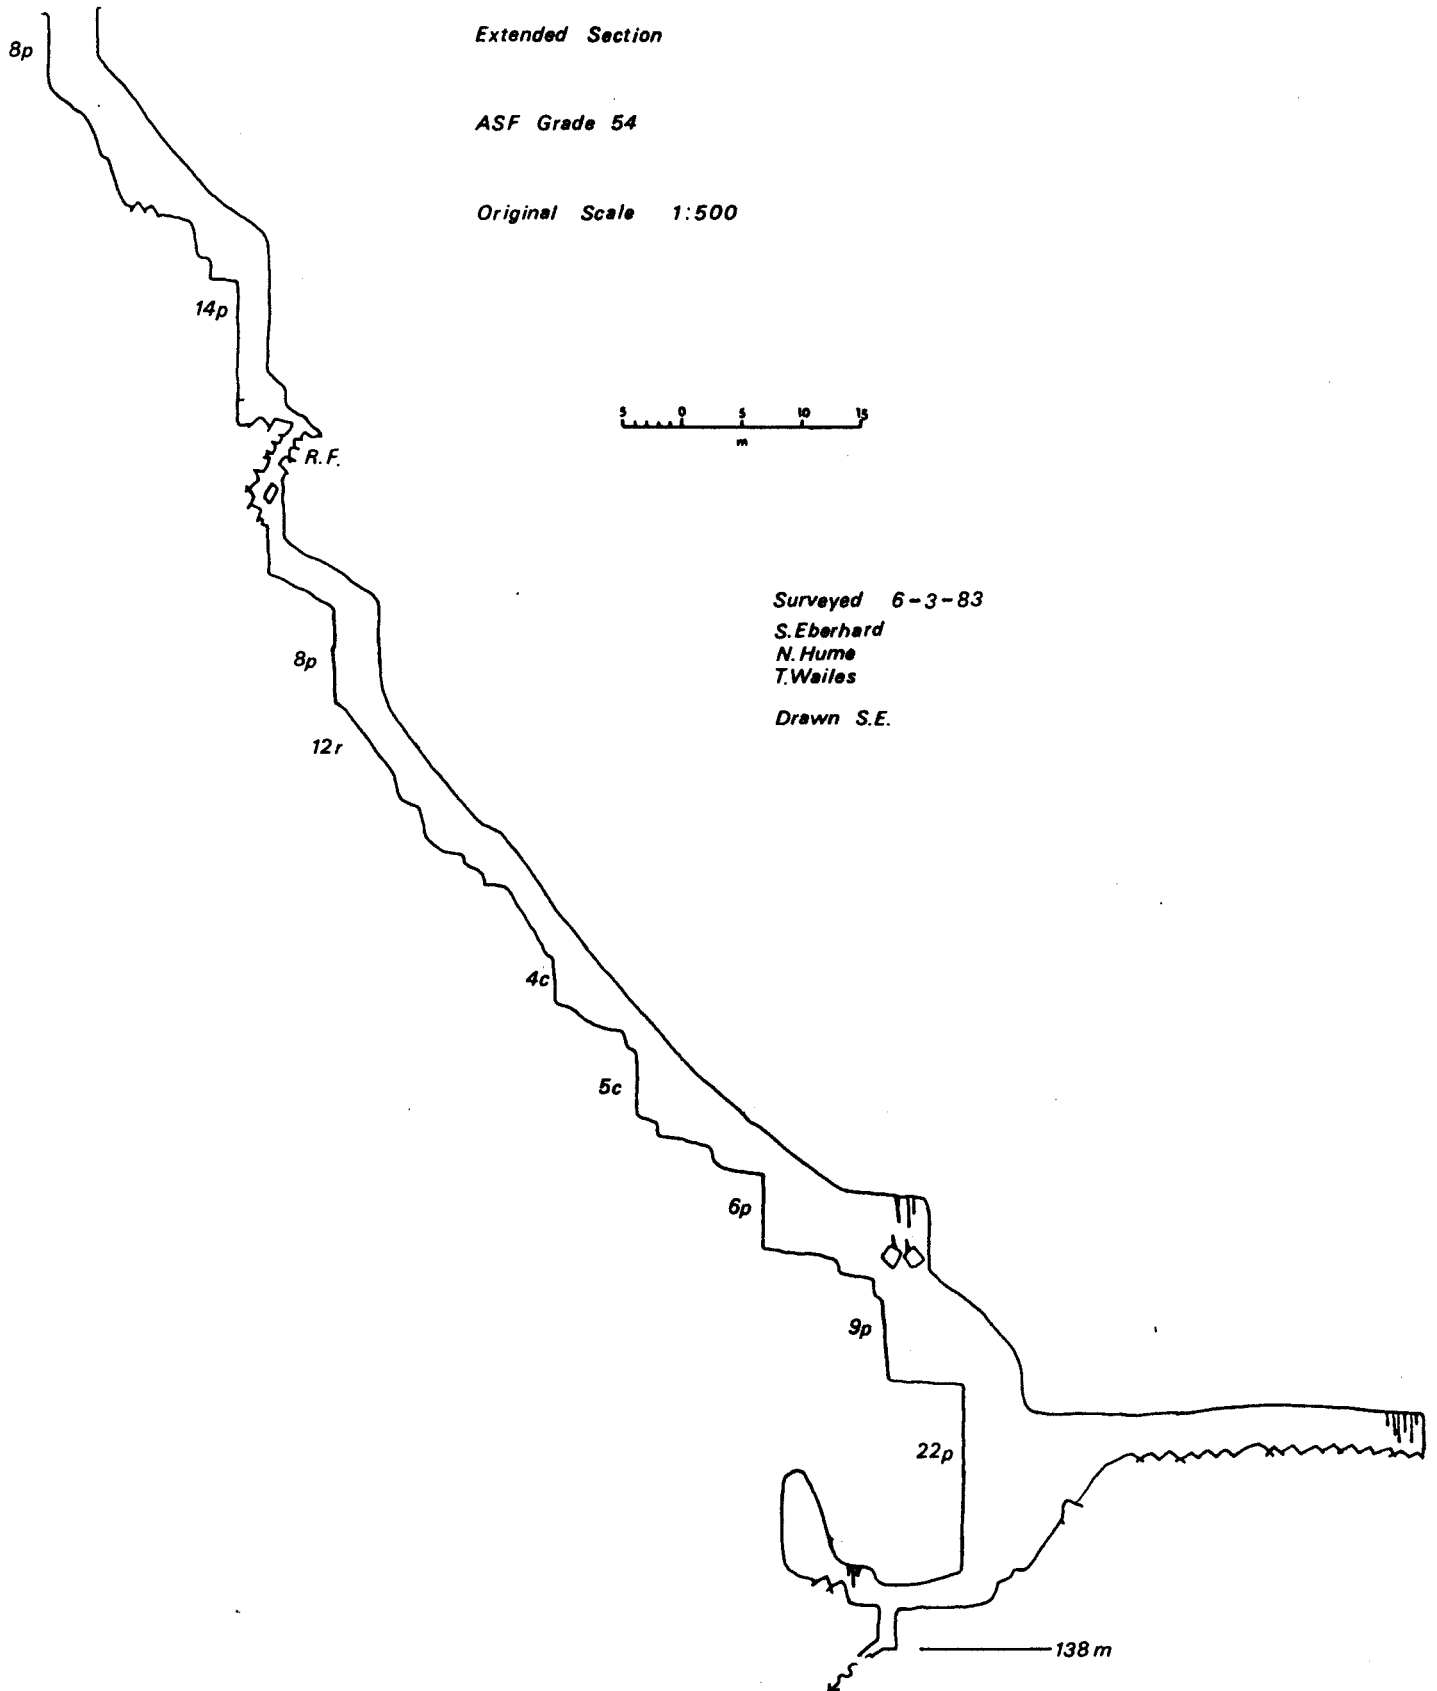 Extended Section
8p
ASF Grade 54
Original Scale 1:500
14p
5 0 5 10 15
m
R.F.
Surveyed 6-3-83
S.Eberhard
N.Hume
T.Wailes
8p
Drawn S.E.
12r
4c
5c
6p
9p
22p
138m